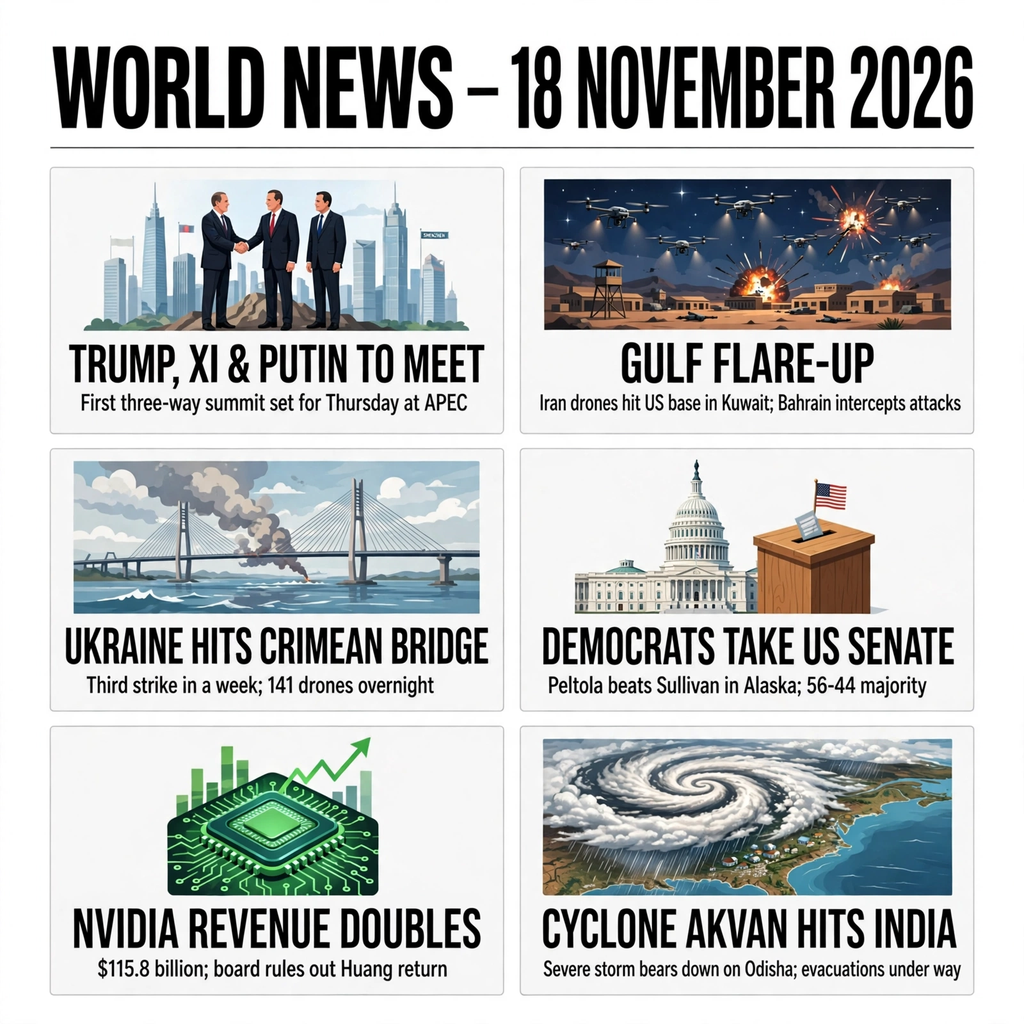 WORLD NEWS – 18 NOVEMBER 2026
SHENZHEN
TRUMP, XI & PUTIN TO MEET
First three-way summit set for Thursday at APEC
GULF FLARE-UP
Iran drones hit US base in Kuwait; Bahrain intercepts attacks
UKRAINE HITS CRIMEAN BRIDGE
Third strike in a week; 141 drones overnight
DEMOCRATS TAKE US SENATE
Peltola beats Sullivan in Alaska; 56-44 majority
NVIDIA REVENUE DOUBLES
$115.8 billion; board rules out Huang return
CYCLONE AKVAN HITS INDIA
Severe storm bears down on Odisha; evacuations under way